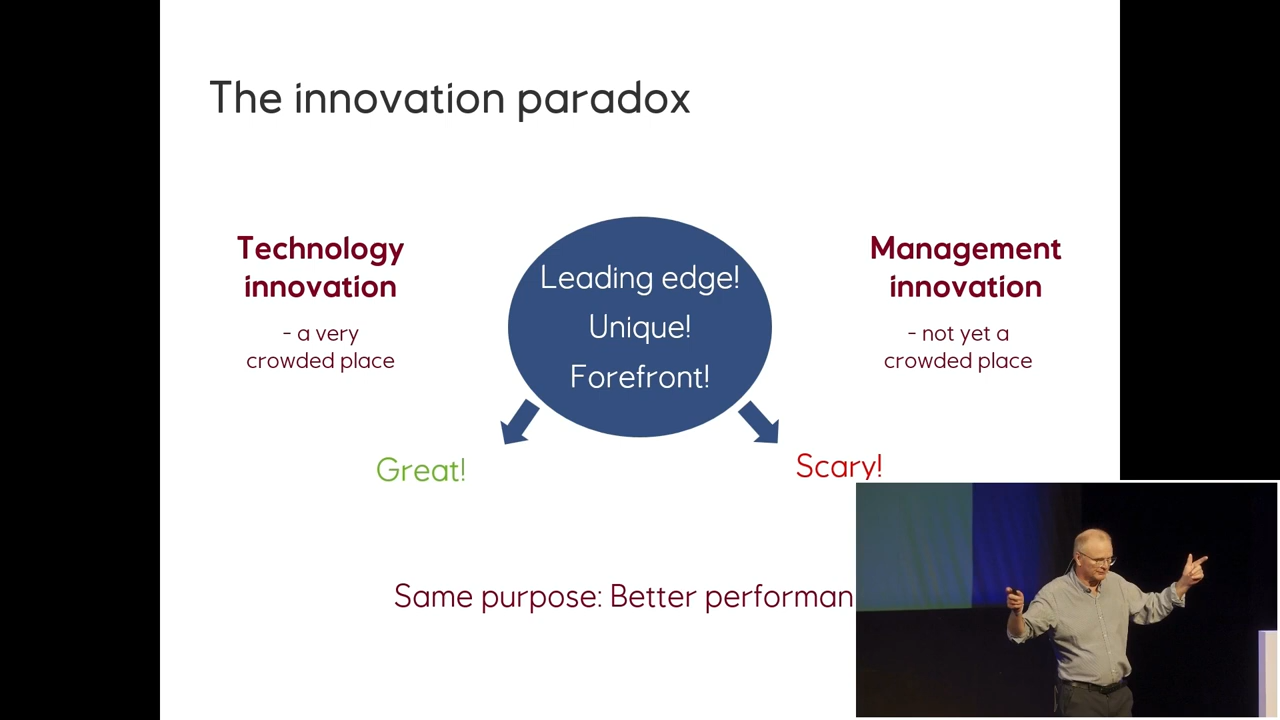 The innovation paradox
Technology
innovation
- a very
crowded place
Leading edge!
Unique!
Forefront!
Management
innovation
- not yet a
crowded place
Great!
Scary!
Same purpose: Better performan